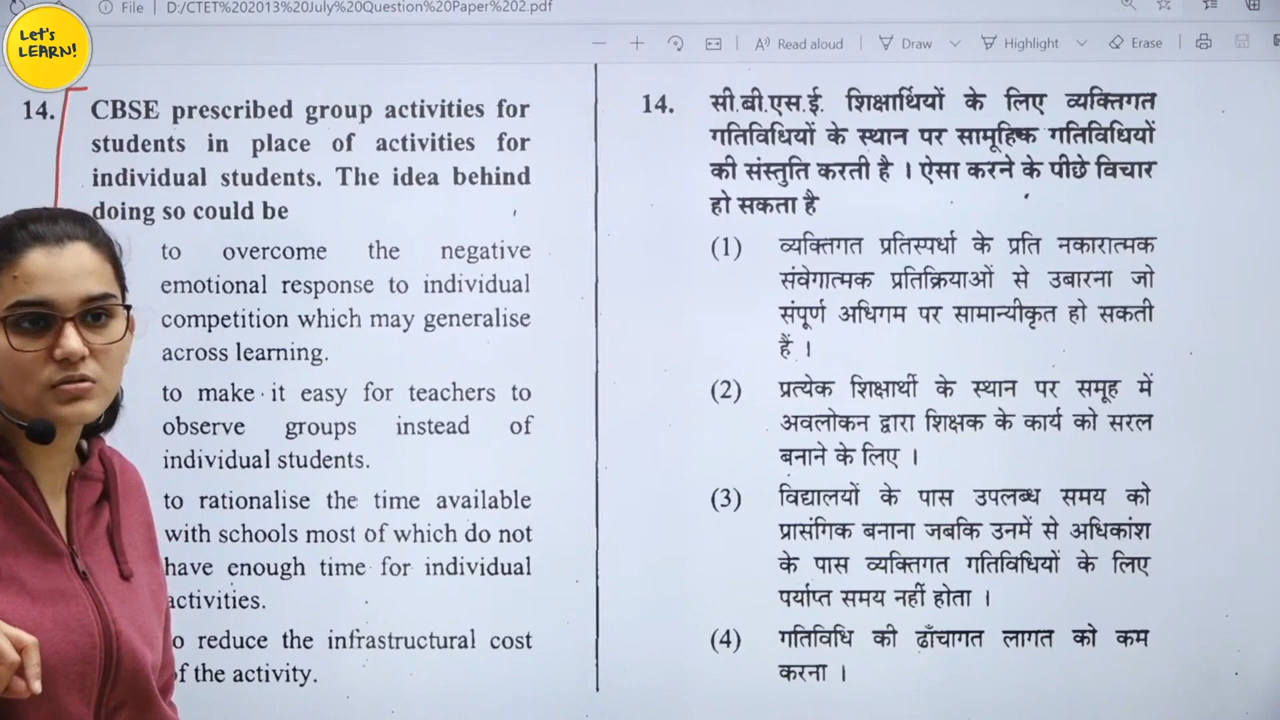 Let's
LEARN!
File | D:/CTET%202013%20July%20Question%20Paper%202.pdf
Read aloud
Draw
Highlight
Erase
14. CBSE prescribed group activities for
students in place of activities for
individual students. The idea behind
doing so could be
to overcome the negative
emotional response to individual
competition which may generalise
across learning.
to make it easy for teachers to
observe groups instead of
individual students.
to rationalise the time available
with schools most of which do not
have enough time for individual
activities.
to reduce the infrastructural cost
of the activity.
14. सी.बी.एस.ई. शिक्षार्थियों के लिए व्यक्तिगत
गतिविधियों के स्थान पर सामूहिक गतिविधियों
की संस्तुति करती है । ऐसा करने के पीछे विचार
हो सकता है
(1) व्यक्तिगत प्रतिस्पर्धा के प्रति नकारात्मक
संवेगात्मक प्रतिक्रियाओं से उबारना जो
संपूर्ण अधिगम पर सामान्यीकृत हो सकती
हैं ।
(2) प्रत्येक शिक्षार्थी के स्थान पर समूह में
अवलोकन द्वारा शिक्षक के कार्य को सरल
बनाने के लिए ।
(3) विद्यालयों के पास उपलब्ध समय को
प्रासंगिक बनाना जबकि उनमें से अधिकांश
के पास व्यक्तिगत गतिविधियों के लिए
पर्याप्त समय नहीं होता ।
(4) गतिविधि की ढाँचागत लागत को कम
करना ।